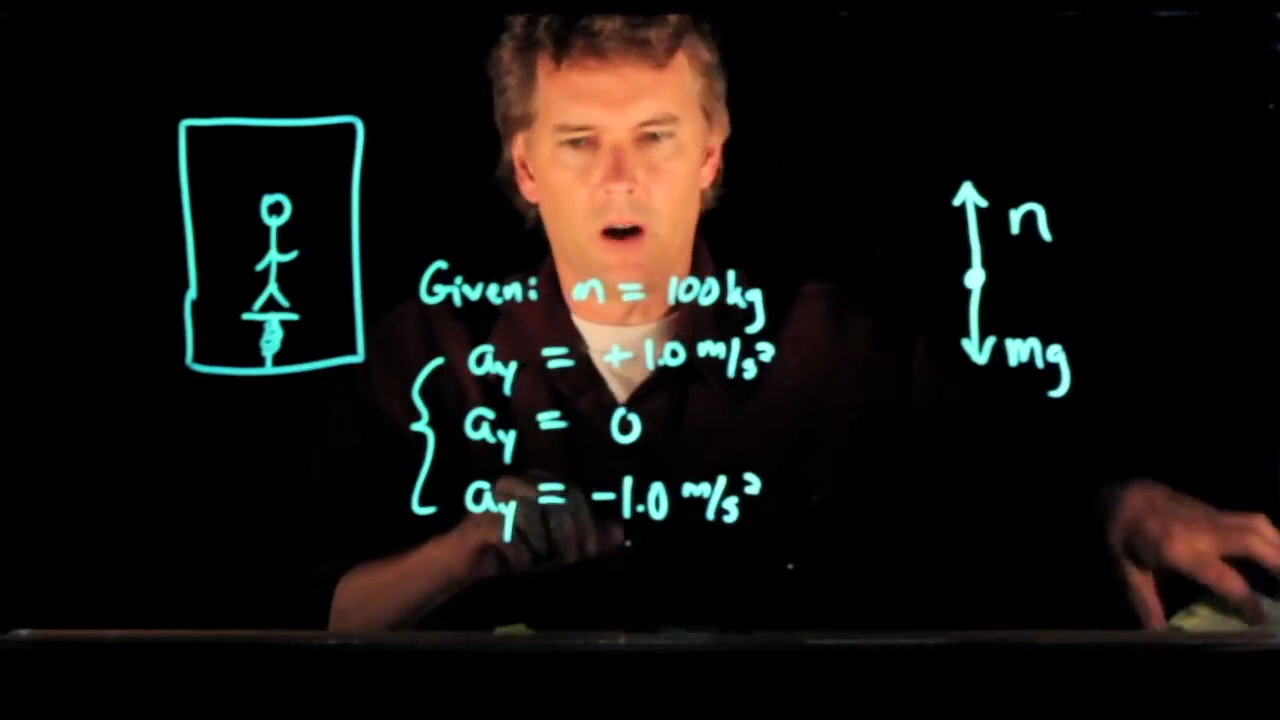 Given: m = 100 kg
ay = +1.0 m/s²
ay = 0
ay = -1.0 m/s²
n
mg